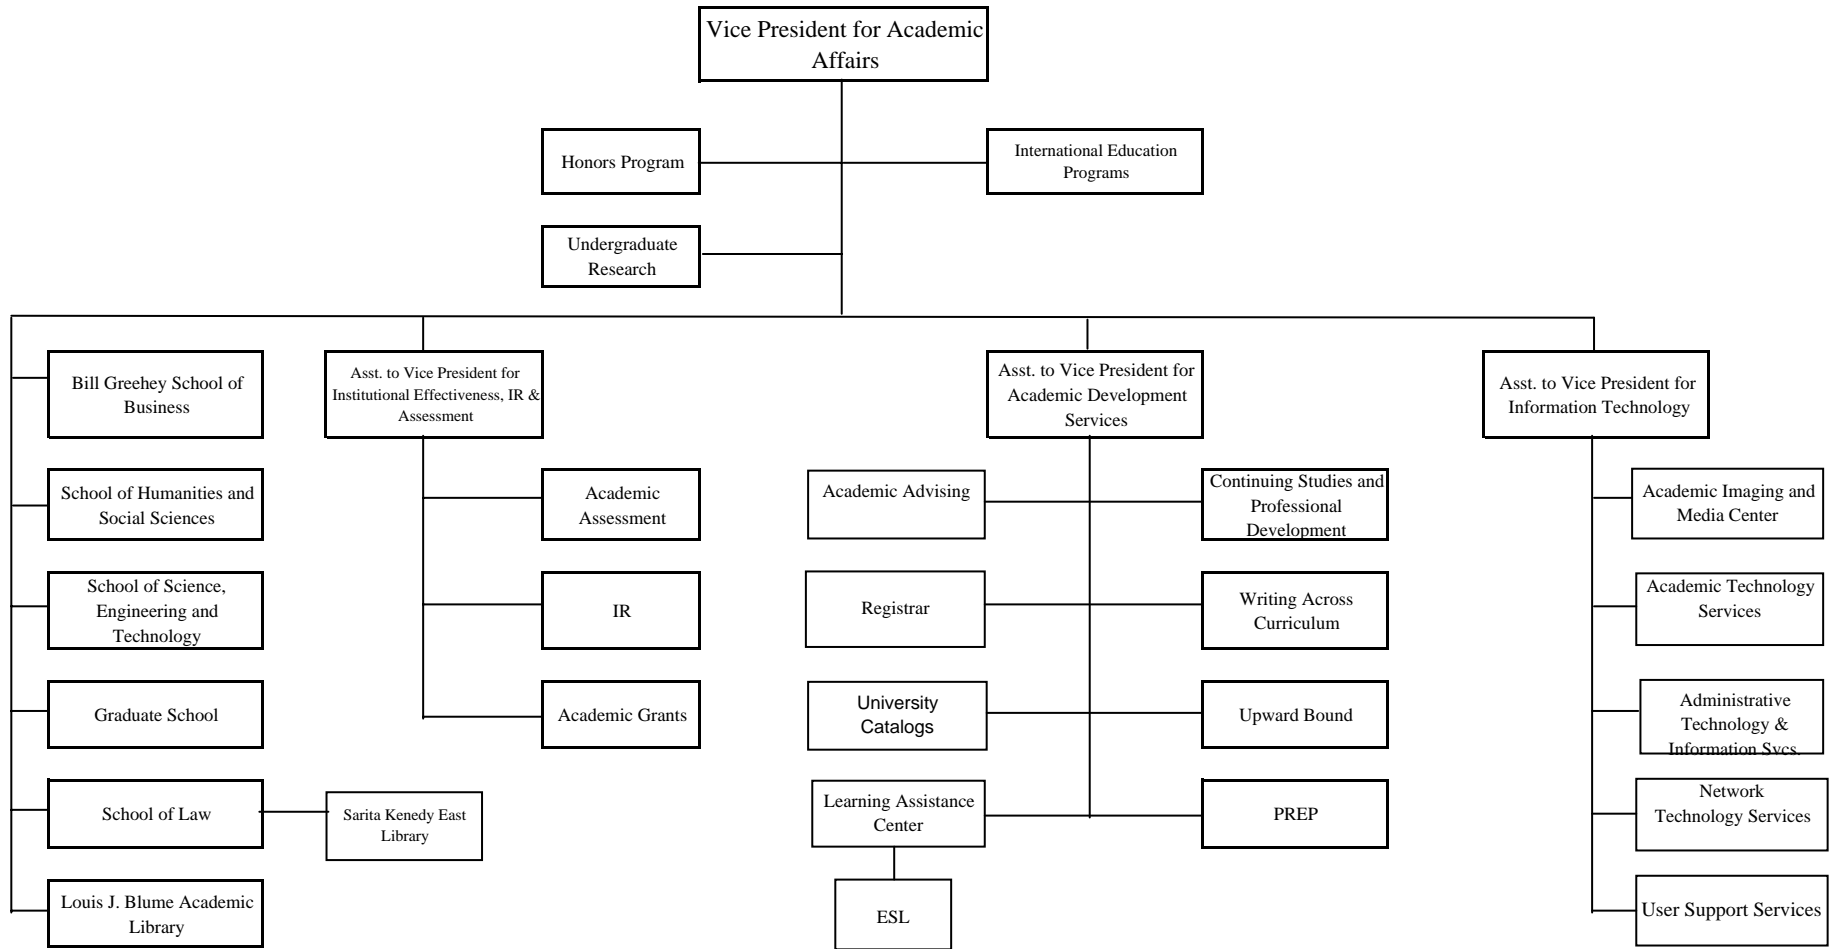 Vice President for Academic
Affairs
Honors Program
International Education
Programs
Undergraduate
Research
Bill Greehey School of
Business
Asst. to Vice President for
Institutional Effectiveness, IR &
Assessment
Asst. to Vice President for
Academic Development
Services
Asst. to Vice President for
Information Technology
School of Humanities and
Social Sciences
Academic
Assessment
Academic Advising
Continuing Studies and
Professional
Development
Academic Imaging and
Media Center
School of Science,
Engineering and
Technology
IR
Registrar
Writing Across
Curriculum
Academic Technology
Services
Graduate School
Academic Grants
University
Catalogs
Upward Bound
Administrative
Technology &
Information Svcs.
School of Law
Sarita Kenedy East
Library
Learning Assistance
Center
PREP
Network
Technology Services
Louis J. Blume Academic
Library
ESL
User Support Services